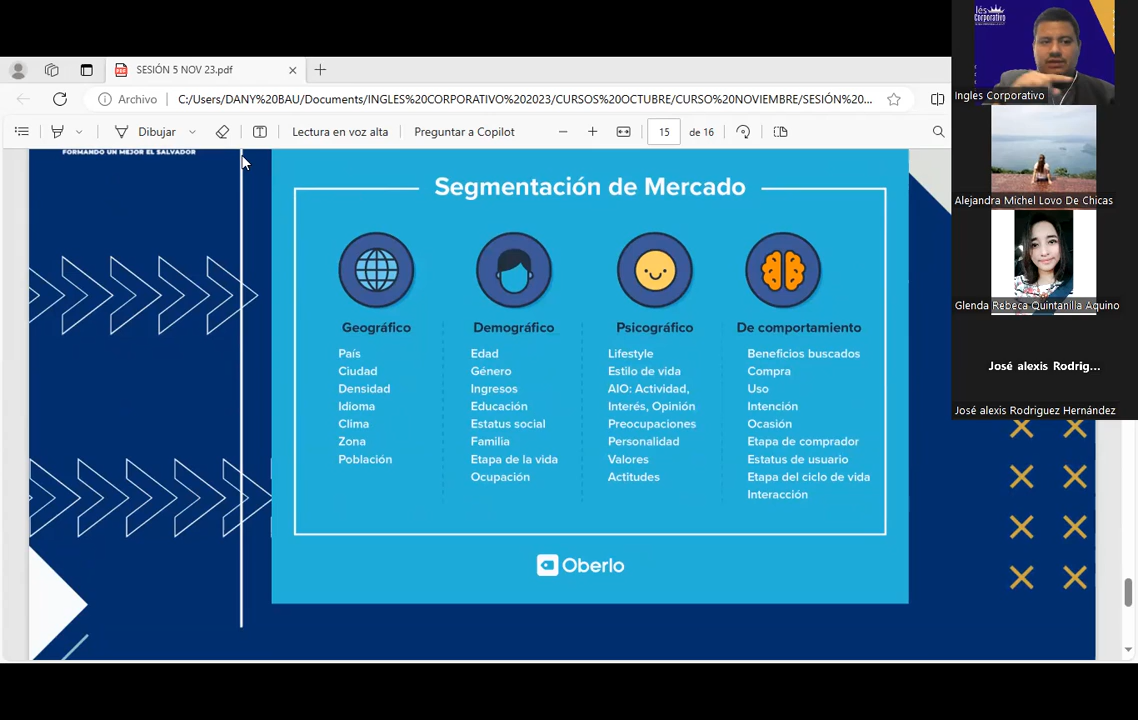 SESIÓN 5 NOV 23.pdf
Archivo
C:/Users/DANY%20BAU/Documents/INGLES%20CORPORATIVO%202023/CURSOS%20OCTUBRE/CURSO%20NOVIEMBRE/SESIÓN%20...
Dibujar
Lectura en voz alta
Preguntar a Copilot
15
de 16
FORMANDO UN MEJOR EL SALVADOR
Segmentación de Mercado
Geográfico
País
Ciudad
Densidad
Idioma
Clima
Zona
Población
Demográfico
Edad
Género
Ingresos
Educación
Estatus social
Familia
Etapa de la vida
Ocupación
Psicográfico
Lifestyle
Estilo de vida
AIO: Actividad,
Interés, Opinión
Preocupaciones
Personalidad
Valores
Actitudes
De comportamiento
Beneficios buscados
Compra
Uso
Intención
Ocasión
Etapa de comprador
Estatus de usuario
Etapa del ciclo de vida
Interacción
Oberlo
lés
Corporativo
Ingles Corporativo
Alejandra Michel Lovo De Chicas
Glenda Rebeca Quintanilla Aquino
José alexis Rodrig...
José alexis Rodriguez Hernández